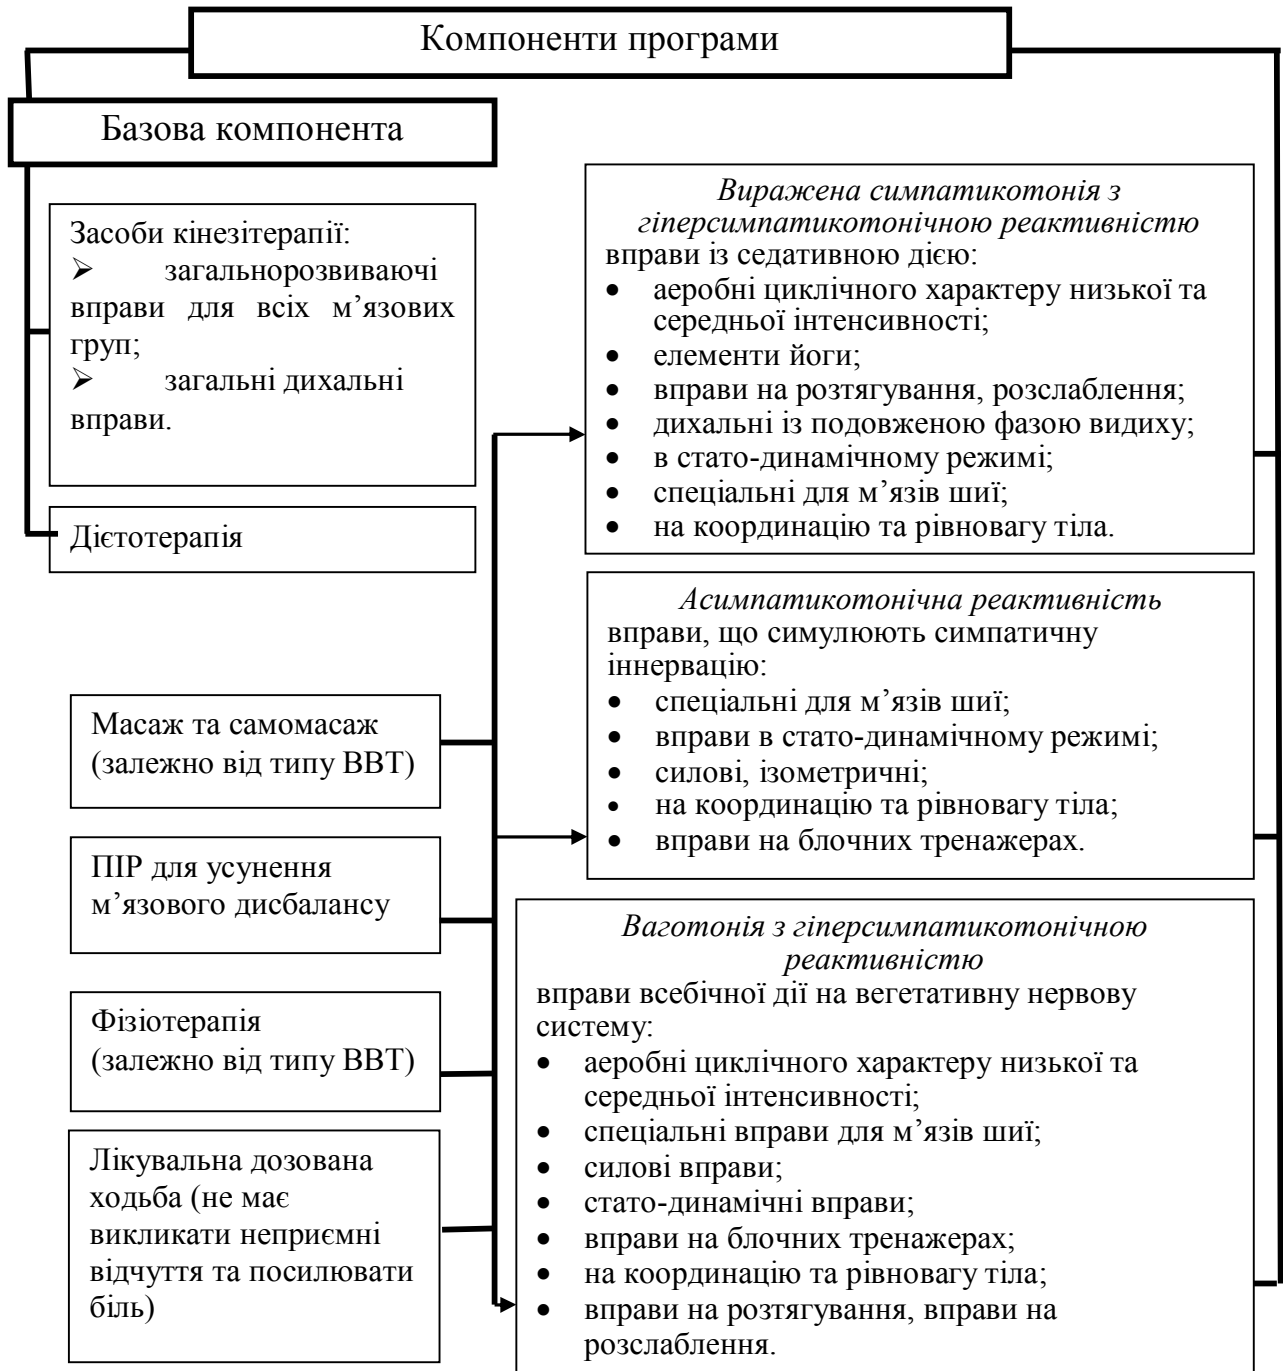 Компоненти програми
Базова компонента
Засоби кінезітерапії:
➢ загальнорозвиваючі
вправи для всіх м’язових
груп;
➢ загальні дихальні
вправи.
Дієтотерапія
Масаж та самомасаж
(залежно від типу ВВТ)
ПІР для усунення
м’язового дисбалансу
Фізіотерапія
(залежно від типу ВВТ)
Лікувальна дозована
ходьба (не має
викликати неприємні
відчуття та посилювати
біль)
Виражена симпатикотонія з
гіперсимпатикотонічною реактивністю
вправи із седативною дією:
• аеробні циклічного характеру низької та
середньої інтенсивності;
• елементи йоги;
• вправи на розтягування, розслаблення;
• дихальні із подовженою фазою видиху;
• в стато-динамічному режимі;
• спеціальні для м’язів шиї;
• на координацію та рівновагу тіла.
Асимпатикотонічна реактивність
вправи, що симулюють симпатичну
іннервацію:
• спеціальні для м’язів шиї;
• вправи в стато-динамічному режимі;
• силові, ізометричні;
• на координацію та рівновагу тіла;
• вправи на блочних тренажерах.
Ваготонія з гіперсимпатикотонічною
реактивністю
вправи всебічної дії на вегетативну нервову
систему:
• аеробні циклічного характеру низької та
середньої інтенсивності;
• спеціальні вправи для м’язів шиї;
• силові вправи;
• стато-динамічні вправи;
• вправи на блочних тренажерах;
• на координацію та рівновагу тіла;
• вправи на розтягування, вправи на
розслаблення.